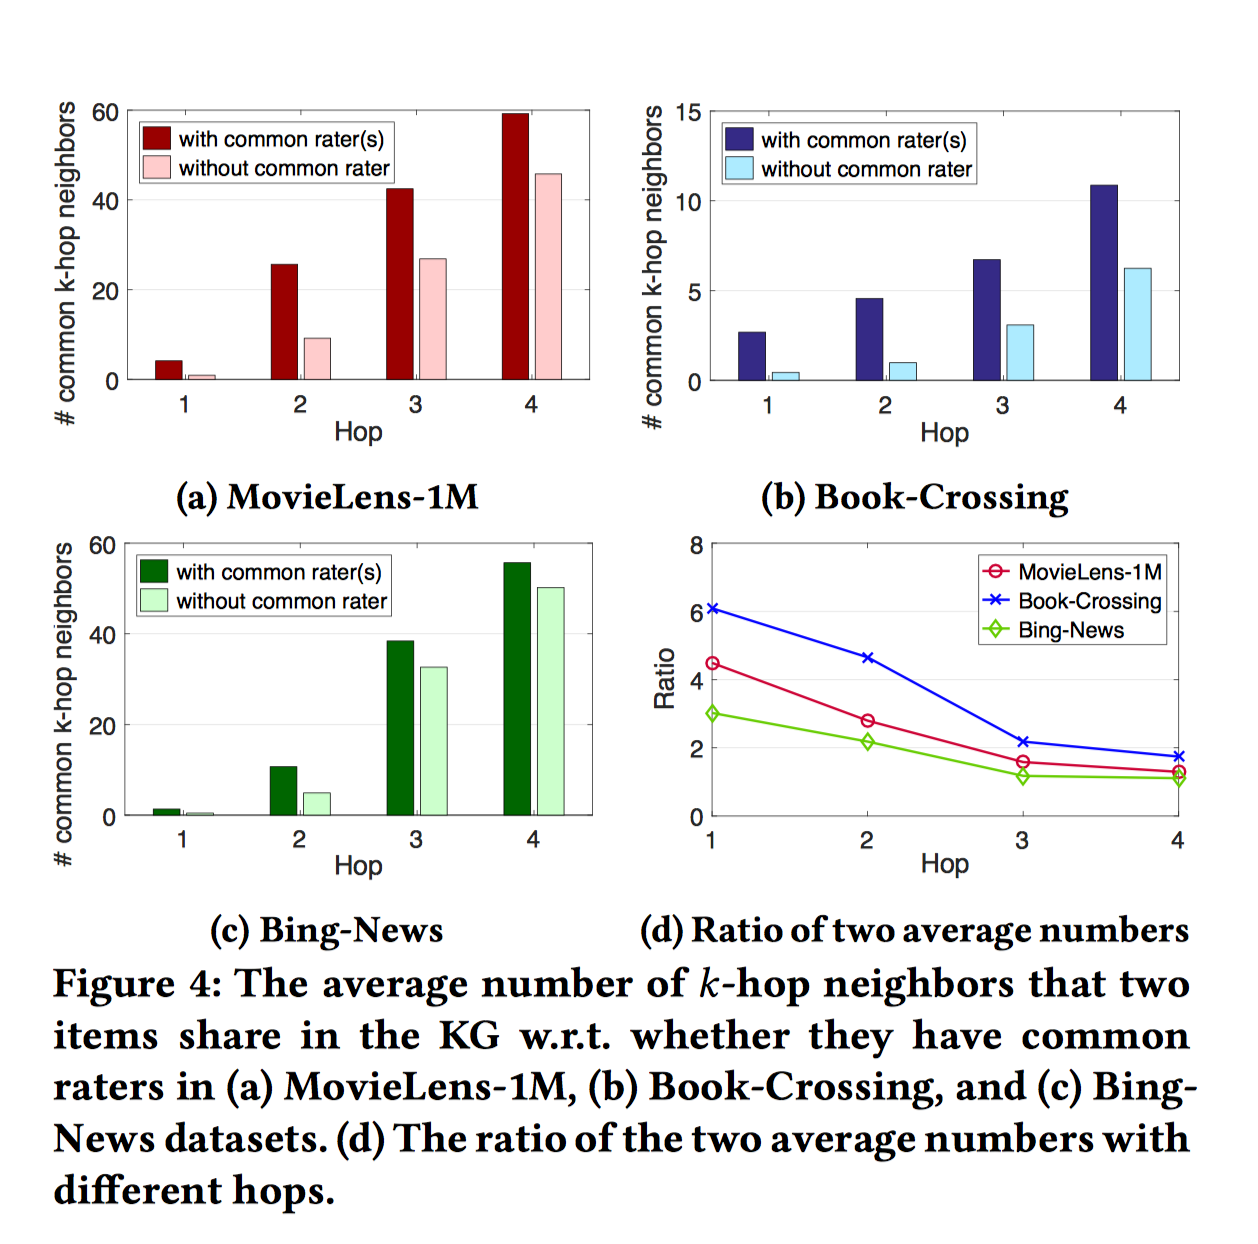 # common k-hop neighbors
60
40
20
0
with common rater(s)
without common rater
1 2 3 4
Hop
(a) MovieLens-1M
# common k-hop neighbors
15
10
5
0
with common rater(s)
without common rater
1 2 3 4
Hop
(b) Book-Crossing
# common k-hop neighbors
60
40
20
0
with common rater(s)
without common rater
1 2 3 4
Hop
(c) Bing-News
Ratio
8
6
4
2
0
MovieLens-1M
Book-Crossing
Bing-News
1 2 3 4
Hop
(d) Ratio of two average numbers
Figure 4: The average number of k-hop neighbors that two
items share in the KG w.r.t. whether they have common
raters in (a) MovieLens-1M, (b) Book-Crossing, and (c) Bing-
News datasets. (d) The ratio of the two average numbers with
different hops.